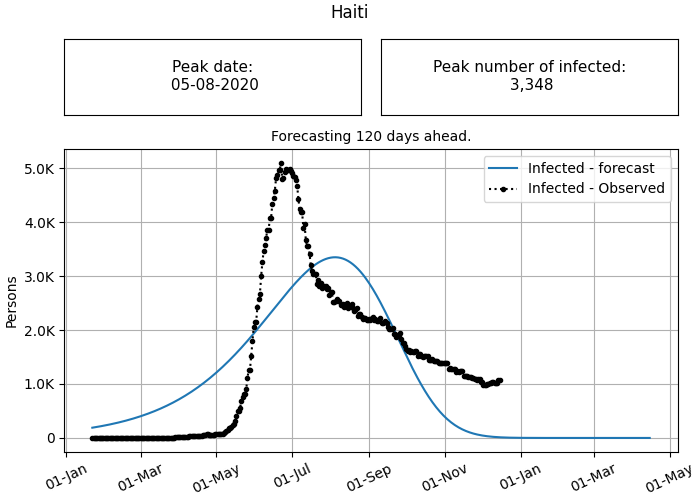 Haiti
Peak date:
05-08-2020
Peak number of infected:
3,348
Forecasting 120 days ahead.
Infected - forecast
Infected - Observed
Persons
5.0K
4.0K
3.0K
2.0K
1.0K
0
01-Jan
01-Mar
01-May
01-Jul
01-Sep
01-Nov
01-Jan
01-Mar
01-May